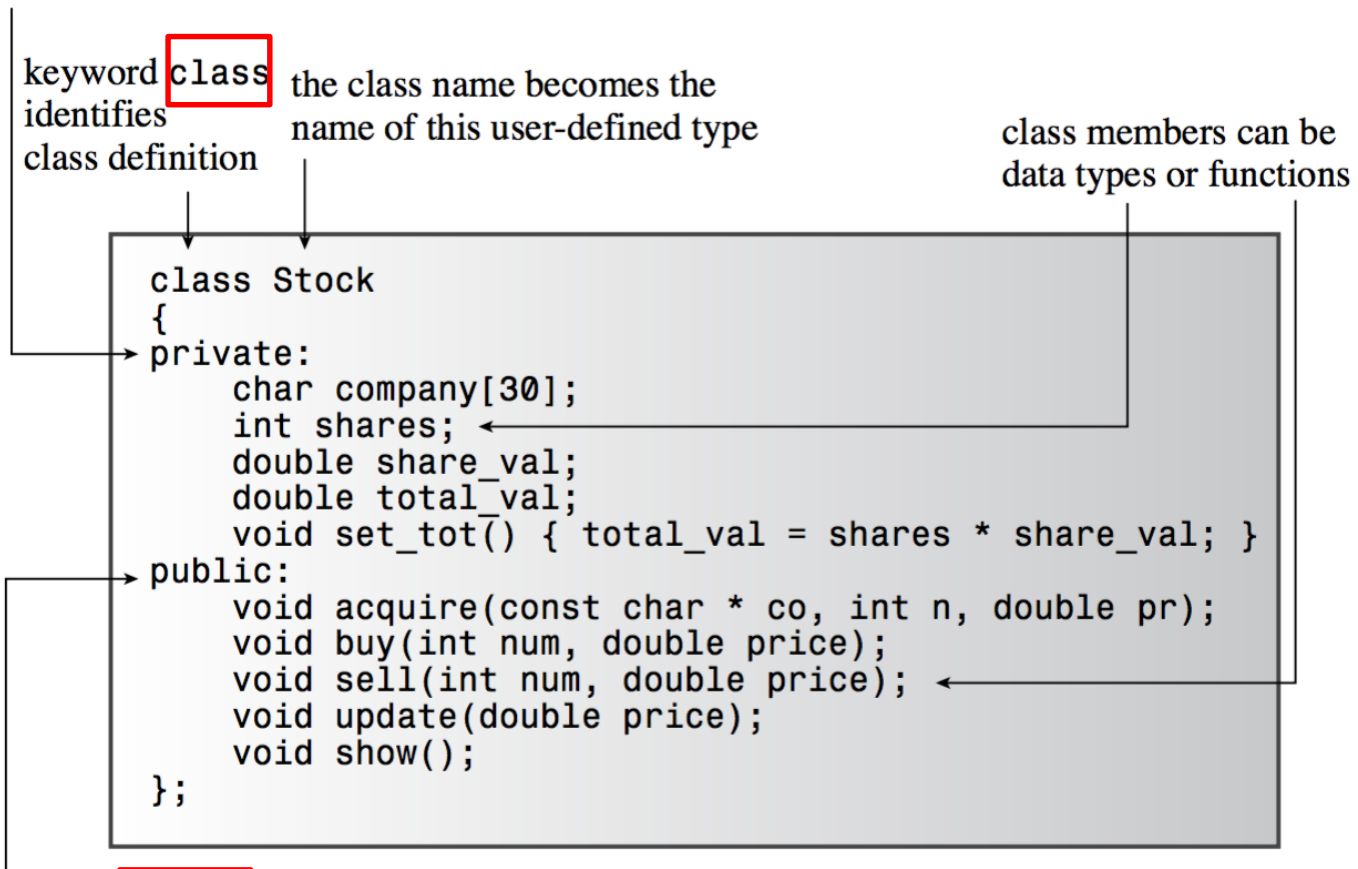 keyword class
identifies
class definition
the class name becomes the
name of this user-defined type
class members can be
data types or functions
class Stock
{
private:
    char company[30];
    int shares;
    double share_val;
    double total_val;
    void set_tot() { total_val = shares * share_val; }
public:
    void acquire(const char * co, int n, double pr);
    void buy(int num, double price);
    void sell(int num, double price);
    void update(double price);
    void show();
};